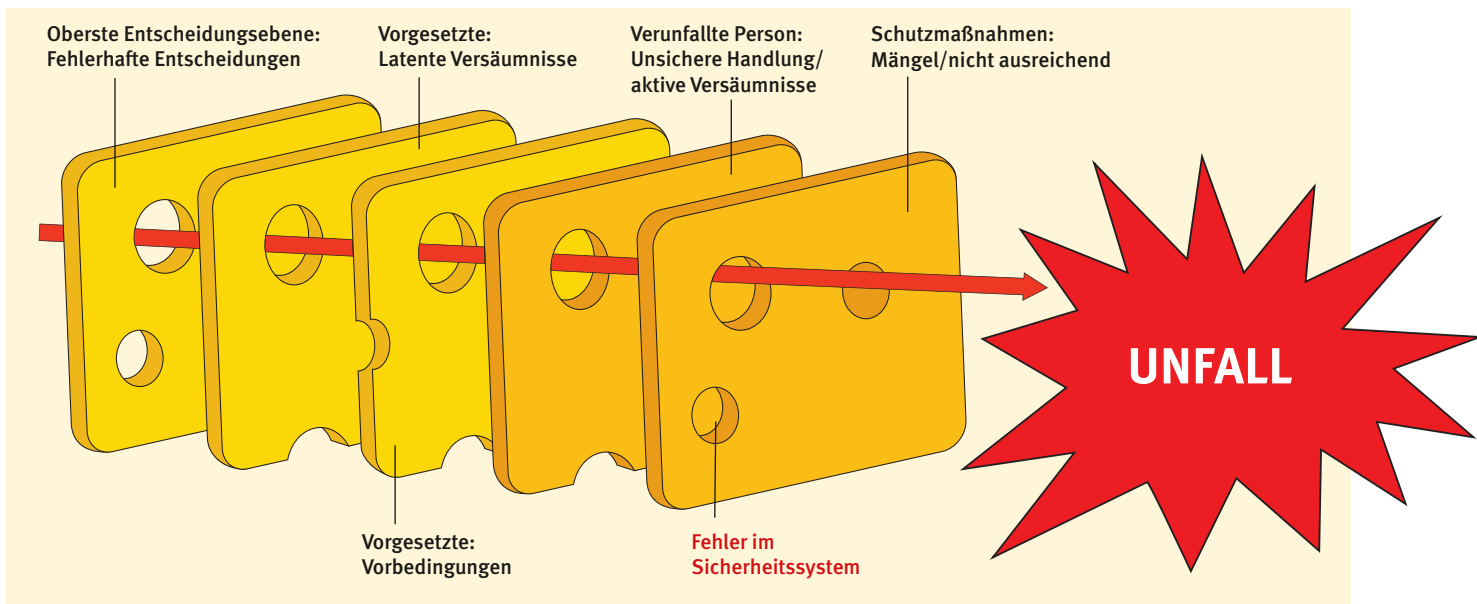 Oberste Entscheidungsebene:
Fehlerhafte Entscheidungen
Vorgesetzte:
Latente Versäumnisse
Verunfallte Person:
Unsichere Handlung/
aktive Versäumnisse
Schutzmaßnahmen:
Mängel/nicht ausreichend
UNFALL
Vorgesetzte:
Vorbedingungen
Fehler im
Sicherheitssystem